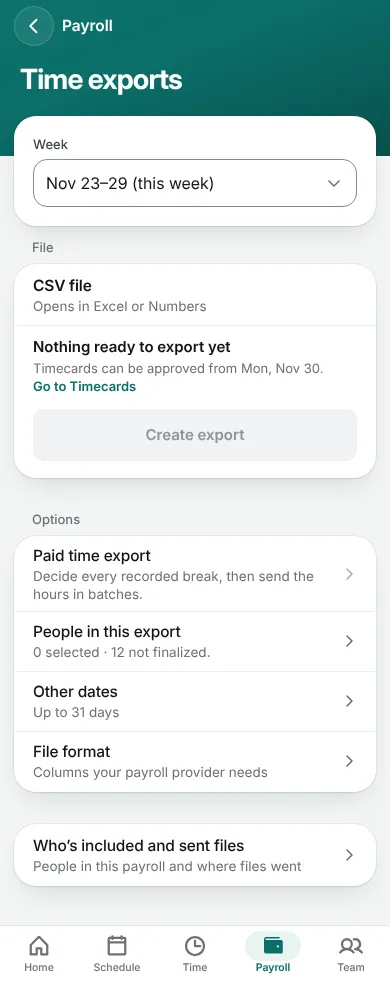 Payroll
Time exports
Week
Nov 23–29 (this week)
File
CSV file
Opens in Excel or Numbers
Nothing ready to export yet
Timecards can be approved from Mon, Nov 30.
Go to Timecards
Create export
Options
Paid time export
Decide every recorded break, then send the
hours in batches.
People in this export
0 selected · 12 not finalized.
Other dates
Up to 31 days
File format
Columns your payroll provider needs
Who’s included and sent files
People in this payroll and where files went
Home
Schedule
Time
Payroll
Team